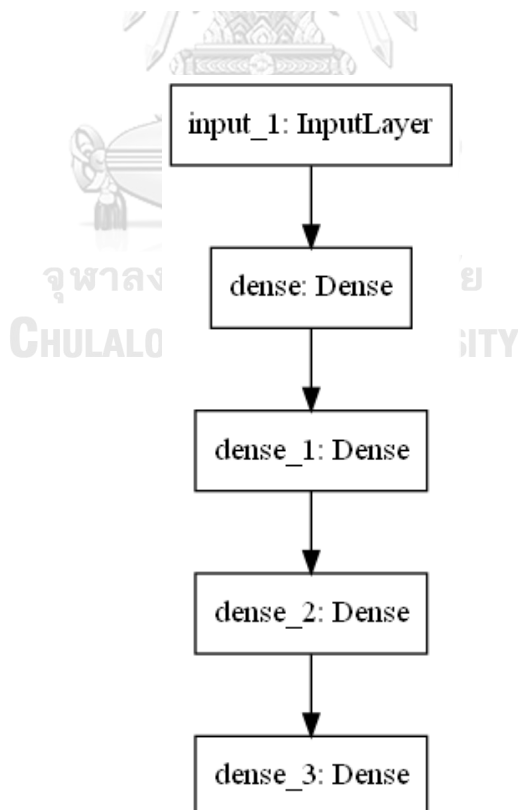 input_1: InputLayer
dense: Dense
จุฬาลง ย
CHULALO SITY
dense_1: Dense
dense_2: Dense
dense_3: Dense